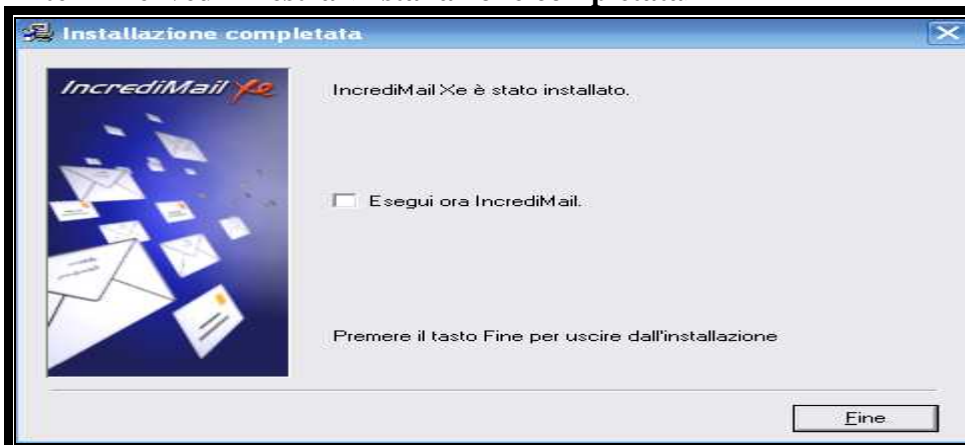 Installazione completata
IncrediMail Xe
IncrediMail Xe è stato installato.
Esegui ora IncrediMail.
Premere il tasto Fine per uscire dall'installazione
Fine